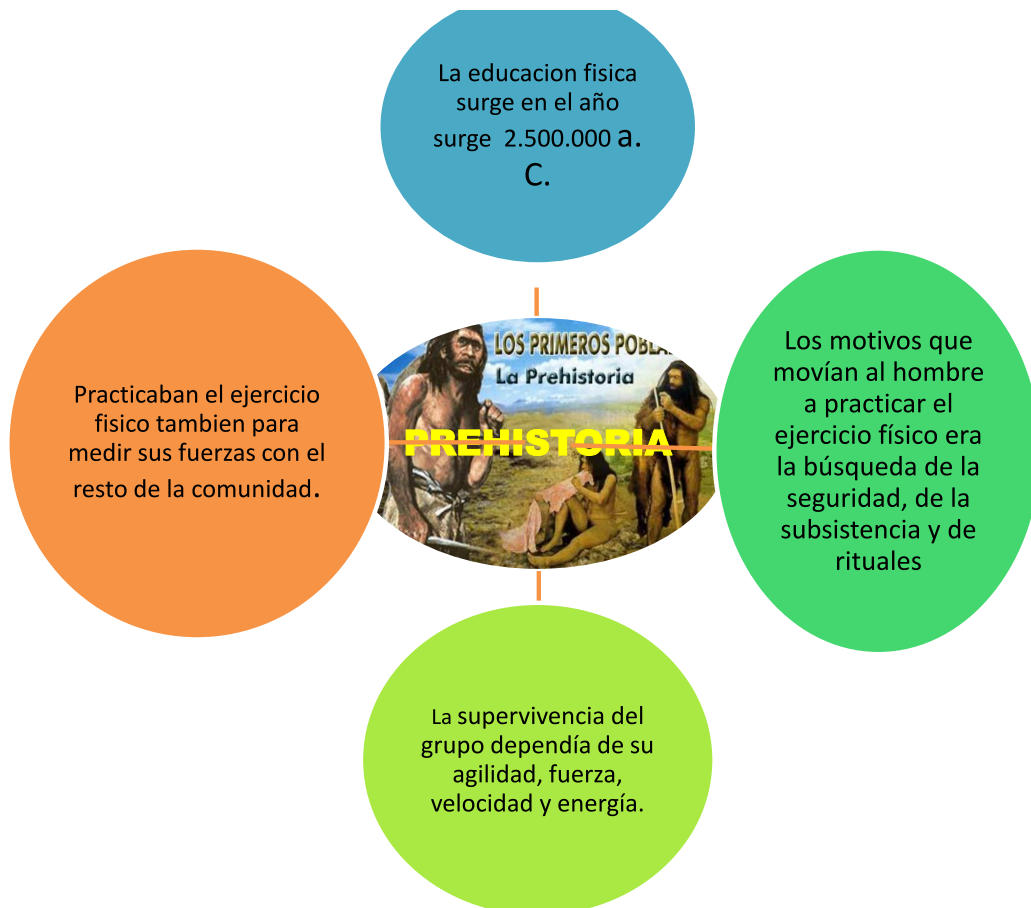 La educacion fisica
surge en el año
surge 2.500.000 a.
C.
Practicaban el ejercicio
fisico tambien para
medir sus fuerzas con el
resto de la comunidad.
LOS PRIMEROS
La Prehistoria
PREHISTORIA
Los motivos que
movían al hombre
a practicar el
ejercicio físico era
la búsqueda de la
seguridad, de la
subsistencia y de
rituales
La supervivencia del
grupo dependía de su
agilidad, fuerza,
velocidad y energía.